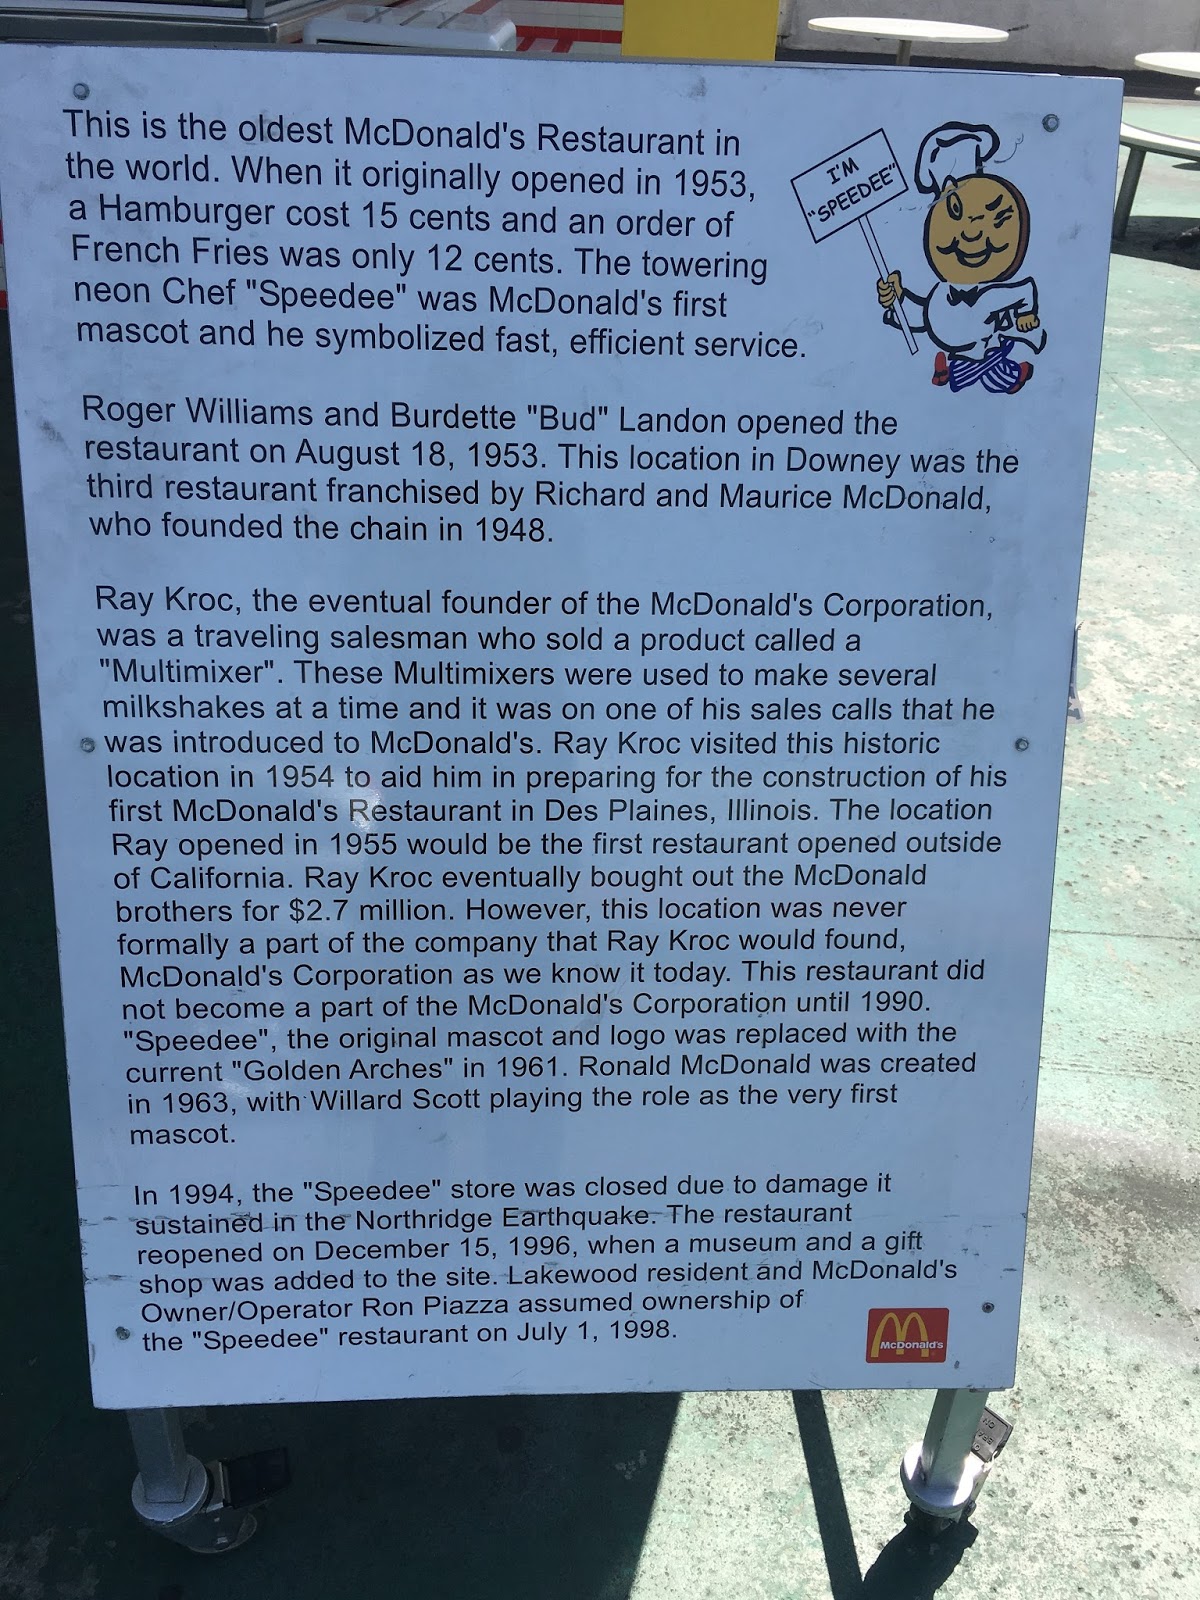 This is the oldest McDonald's Restaurant in
the world. When it originally opened in 1953,
a Hamburger cost 15 cents and an order of
French Fries was only 12 cents. The towering
neon Chef "Speedee" was McDonald's first
mascot and he symbolized fast, efficient service.
I'M
"SPEEDEE"
Roger Williams and Burdette "Bud" Landon opened the
restaurant on August 18, 1953. This location in Downey was the
third restaurant franchised by Richard and Maurice McDonald,
who founded the chain in 1948.
Ray Kroc, the eventual founder of the McDonald's Corporation,
was a traveling salesman who sold a product called a
"Multimixer". These Multimixers were used to make several
milkshakes at a time and it was on one of his sales calls that he
was introduced to McDonald's. Ray Kroc visited this historic
location in 1954 to aid him in preparing for the construction of his
first McDonald's Restaurant in Des Plaines, Illinois. The location
Ray opened in 1955 would be the first restaurant opened outside
of California. Ray Kroc eventually bought out the McDonald
brothers for $2.7 million. However, this location was never
formally a part of the company that Ray Kroc would found,
McDonald's Corporation as we know it today. This restaurant did
not become a part of the McDonald's Corporation until 1990.
"Speedee", the original mascot and logo was replaced with the
current "Golden Arches" in 1961. Ronald McDonald was created
in 1963, with Willard Scott playing the role as the very first
mascot.
In 1994, the "Speedee" store was closed due to damage it
sustained in the Northridge Earthquake. The restaurant
reopened on December 15, 1996, when a museum and a gift
shop was added to the site. Lakewood resident and McDonald's
Owner/Operator Ron Piazza assumed ownership of
the "Speedee" restaurant on July 1, 1998.
McDonald's